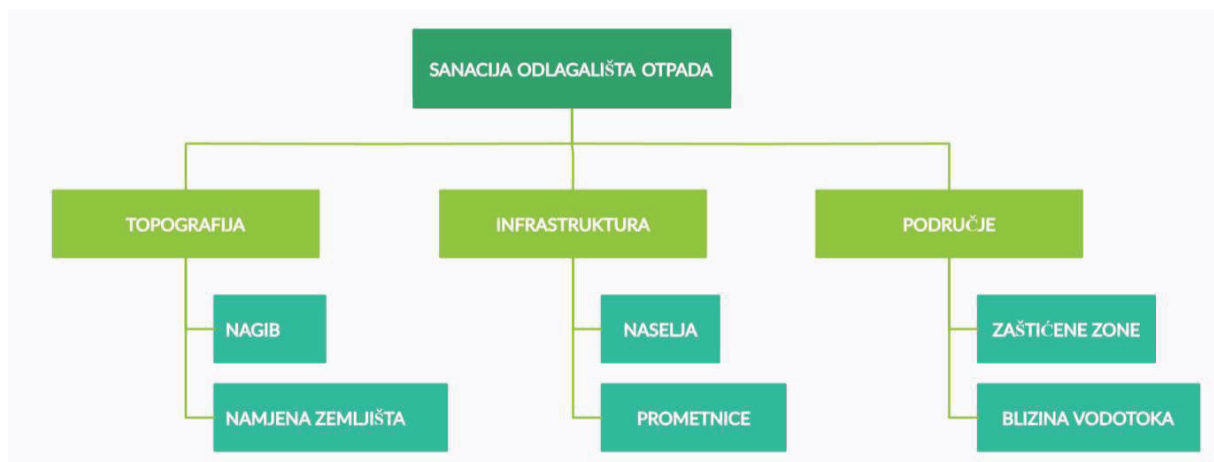 SANACIJA ODLAGALIŠTA OTPADA
TOPOGRAFIJA
INFRASTRUKTURA
PODRUČJE
NAGIB
NASELJA
ZAŠTIĆENE ZONE
NAMJENA ZEMLJIŠTA
PROMETNICE
BLIZINA VODOTOKA